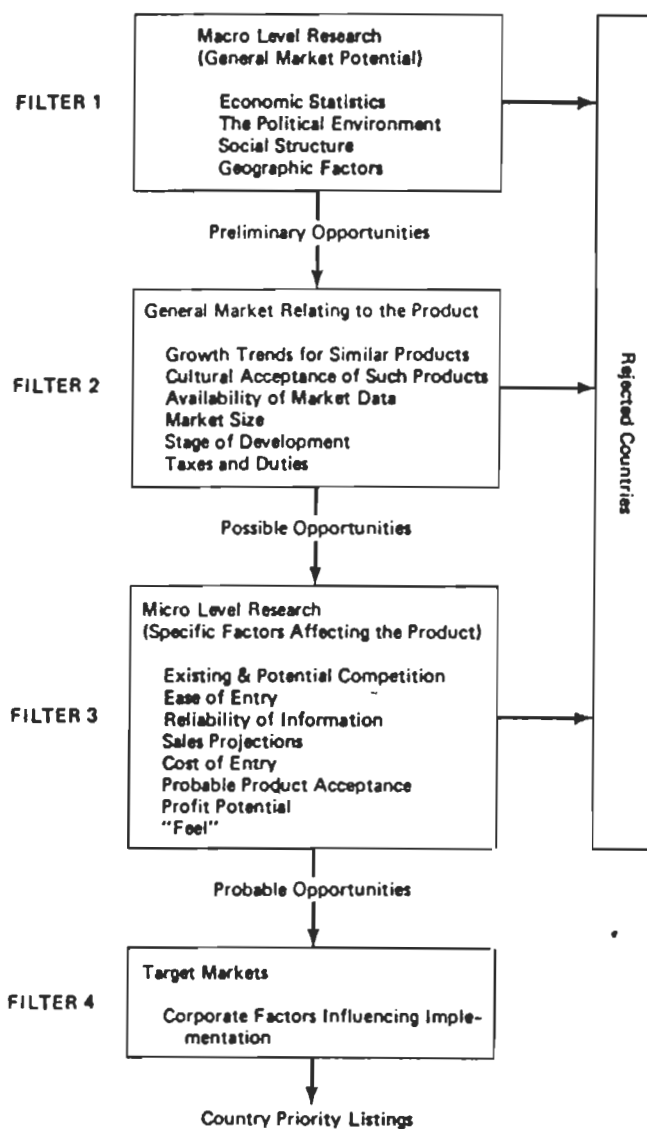 Macro Level Research
(General Market Potential)
FILTER 1
Economic Statistics
The Political Environment
Social Structure
Geographic Factors
Preliminary Opportunities
General Market Relating to the Product
FILTER 2
Growth Trends for Similar Products
Cultural Acceptance of Such Products
Availability of Market Data
Market Size
Stage of Development
Taxes and Duties
Possible Opportunities
Micro Level Research
(Specific Factors Affecting the Product)
FILTER 3
Existing & Potential Competition
Ease of Entry
Reliability of Information
Sales Projections
Cost of Entry
Probable Product Acceptance
Profit Potential
"Feel"
Rejected Countries
Probable Opportunities
Target Markets
FILTER 4
Corporate Factors Influencing Imple-
mentation
Country Priority Listings